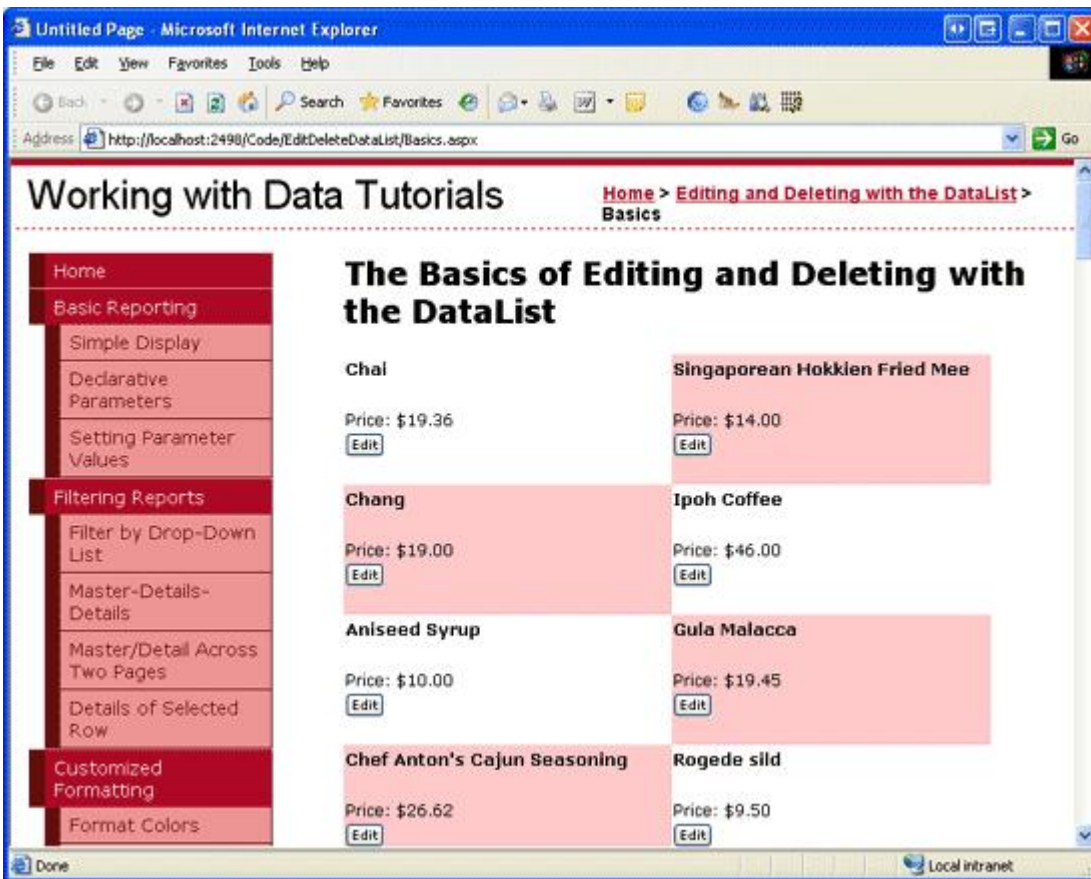 Untitled Page - Microsoft Internet Explorer
File Edit View Favorites Tools Help
Back Search Favorites
Address http://localhost:2498/Code/EditDeleteDataList/Basics.aspx Go
Working with Data Tutorials
Home > Editing and Deleting with the DataList >
Basics
Home
Basic Reporting
Simple Display
Declarative
Parameters
Setting Parameter
Values
Filtering Reports
Filter by Drop-Down
List
Master-Details-
Details
Master/Detail Across
Two Pages
Details of Selected
Row
Customized
Formatting
Format Colors
The Basics of Editing and Deleting with
the DataList
Chai
Price: $19.36
Edit
Singaporean Hokkien Fried Mee
Price: $14.00
Edit
Chang
Price: $19.00
Edit
Ipoh Coffee
Price: $46.00
Edit
Aniseed Syrup
Price: $10.00
Edit
Gula Malacca
Price: $19.45
Edit
Chef Anton's Cajun Seasoning
Price: $26.62
Edit
Rogede sild
Price: $9.50
Edit
Done
Local intranet